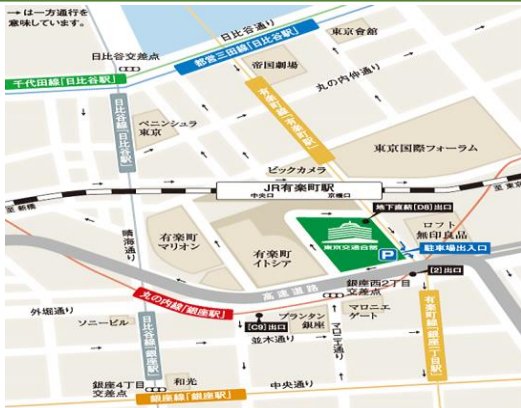 → は一方通行を
意味しています。
日比谷通り
東京會館
都営三田線「日比谷駅」
日比谷交差点
帝国劇場
千代田線「日比谷駅」
丸の内仲通り
日比谷線「日比谷駅」
有楽町線「有楽町駅」
ペニンシュラ
東京
東京国際フォーラム
ビックカメラ
JR有楽町駅
中央口
京橋口
至 新橋
至 東京
地下直結[D8]出口
晴海通り
有楽町
マリオン
有楽町
イトシア
東京交通会館
ロフト
無印良品
P
駐車場出入口
高速道路
[2]出口
丸の内線「銀座駅」
銀座西2丁目
交差点
外堀通り
ソニービル
日比谷線「銀座駅」
[C9]出口
プランタン
銀座
マロニエ
ゲート
マロニエ通り
並木通り
有楽町線「銀座一丁目駅」
銀座4丁目
交差点
和光
中央通り
銀座線「銀座駅」